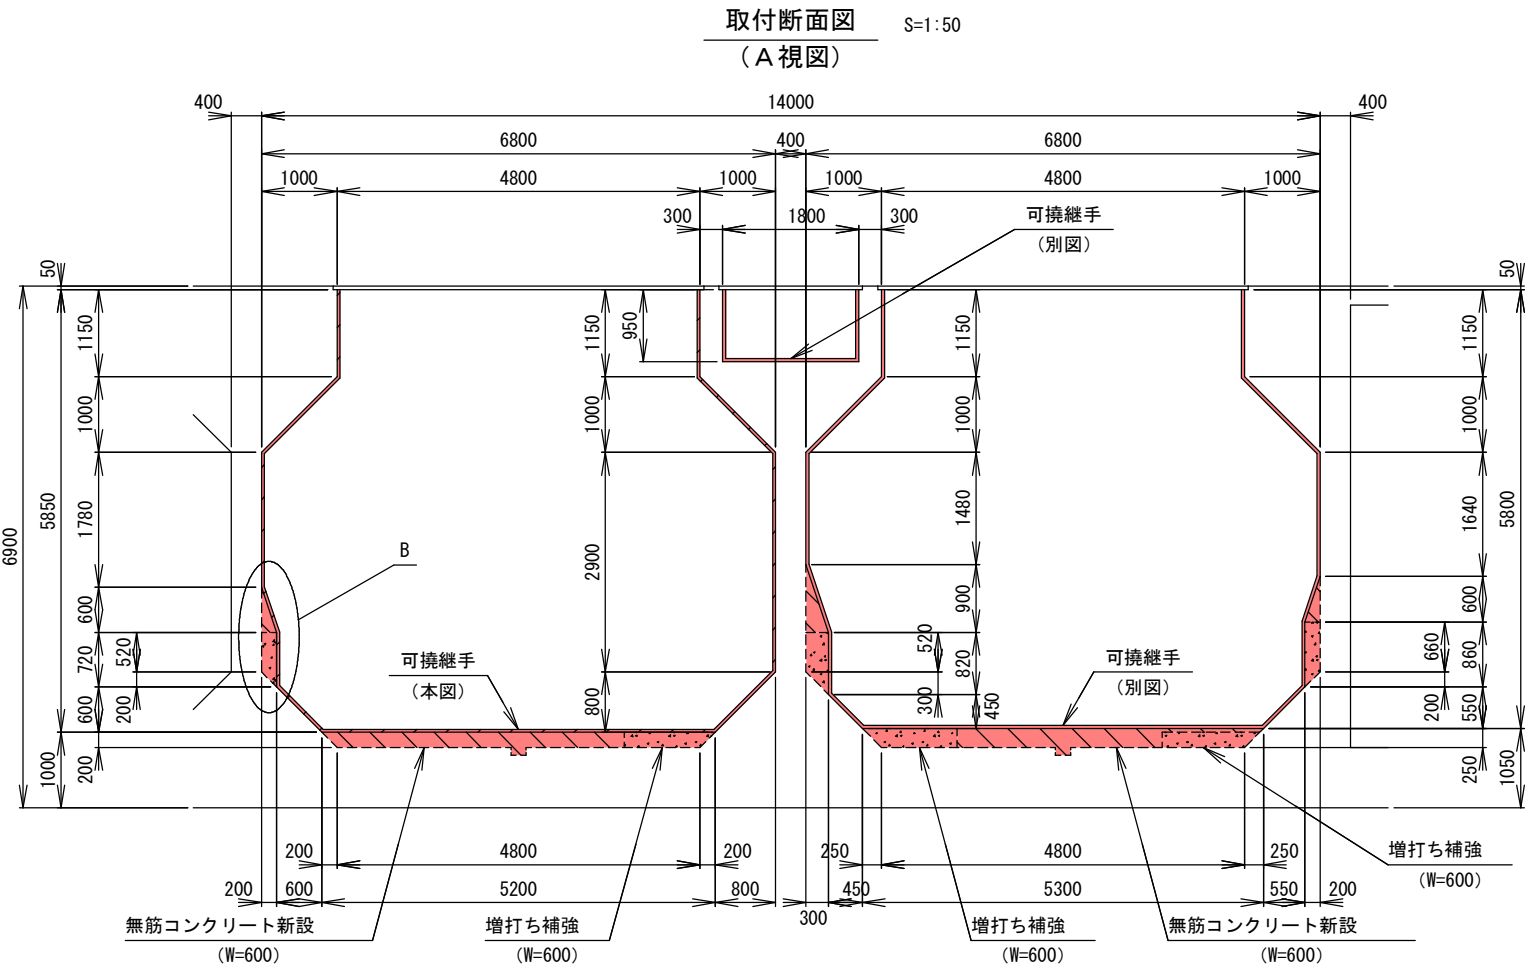 取付断面図 S=1:50
（A視図）
400 14000 400
6800 400 6800
1000 4800 1000 1000 4800 1000
300 1800 300 可撓継手
（別図）
50 50
1150 1150 950 1150 1150
1000 1000 1000 1000
6900 5850 1780 2900 1480 1640 5800
B
600 900 600
720 520 520 820 660 860
可撓継手 可撓継手
（本図） （別図）
600 200 800 300 450 200 550
1000 200 250 1050
200 4800 200 250 4800 250 増打ち補強
（W=600）
200 600 5200 800 450 5300 550 200
300
無筋コンクリート新設 増打ち補強 増打ち補強 無筋コンクリート新設
（W=600） （W=600） （W=600） （W=600）